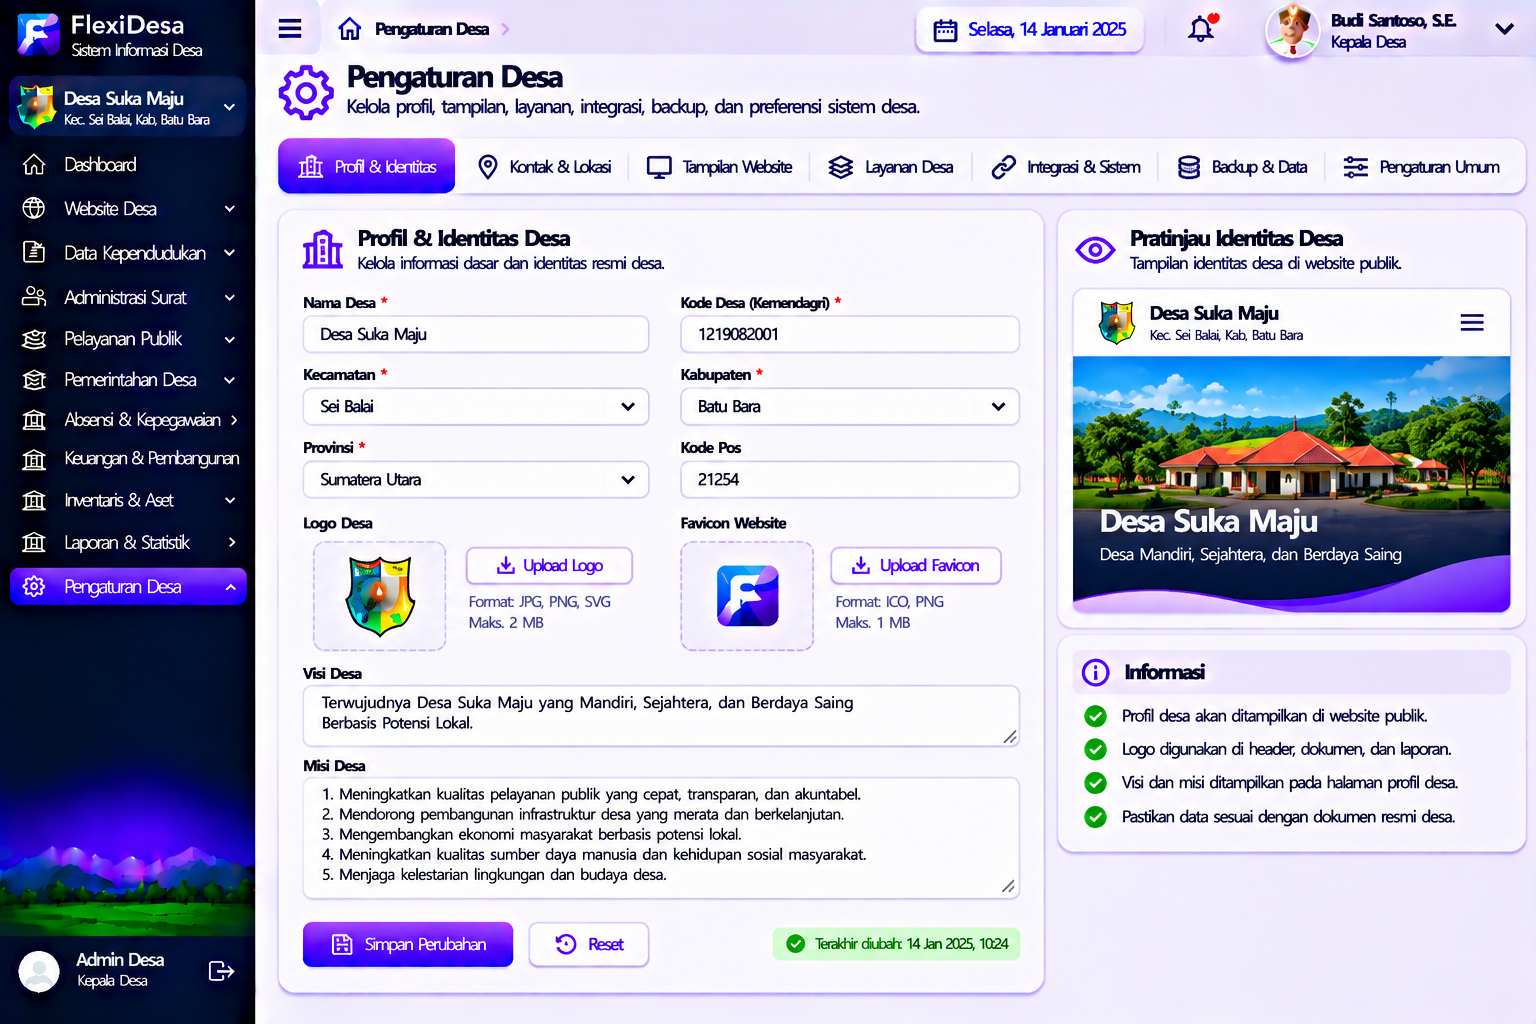 FlexiDesa
Sistem Informasi Desa
Desa Suka Maju
Kec. Sei Balai, Kab, Batu Bara
Dashboard
Website Desa
Data Kependudukan
Administrasi Surat
Pelayanan Publik
Pemerintahan Desa
Absensi & Kepegawaian
Keuangan & Pembangunan
Inventaris & Aset
Laporan & Statistik
Pengaturan Desa
Admin Desa
Kepala Desa
Pengaturan Desa
Selasa, 14 Januari 2025
Budi Santoso, S.E.
Kepala Desa
Pengaturan Desa
Kelola profil, tampilan, layanan, integrasi, backup, dan preferensi sistem desa.
Profil & Identitas
Kontak & Lokasi
Tampilan Website
Layanan Desa
Integrasi & Sistem
Backup & Data
Pengaturan Umum
Profil & Identitas Desa
Kelola informasi dasar dan identitas resmi desa.
Nama Desa *
Desa Suka Maju
Kode Desa (Kemendagri) *
1219082001
Kecamatan *
Sei Balai
Kabupaten *
Batu Bara
Provinsi *
Sumatera Utara
Kode Pos
21254
Logo Desa
Upload Logo
Format: JPG, PNG, SVG
Maks. 2 MB
Favicon Website
Upload Favicon
Format: ICO, PNG
Maks. 1 MB
Visi Desa
Terwujudnya Desa Suka Maju yang Mandiri, Sejahtera, dan Berdaya Saing
Berbasis Potensi Lokal.
Misi Desa
1. Meningkatkan kualitas pelayanan publik yang cepat, transparan, dan akuntabel.
2. Mendorong pembangunan infrastruktur desa yang merata dan berkelanjutan.
3. Mengembangkan ekonomi masyarakat berbasis potensi lokal.
4. Meningkatkan kualitas sumber daya manusia dan kehidupan sosial masyarakat.
5. Menjaga kelestarian lingkungan dan budaya desa.
Simpan Perubahan
Reset
Terakhir diubah: 14 Jan 2025, 10:24
Pratinjau Identitas Desa
Tampilan identitas desa di website publik.
Desa Suka Maju
Kec. Sei Balai, Kab, Batu Bara
Desa Suka Maju
Desa Mandiri, Sejahtera, dan Berdaya Saing
Informasi
Profil desa akan ditampilkan di website publik.
Logo digunakan di header, dokumen, dan laporan.
Visi dan misi ditampilkan pada halaman profil desa.
Pastikan data sesuai dengan dokumen resmi desa.